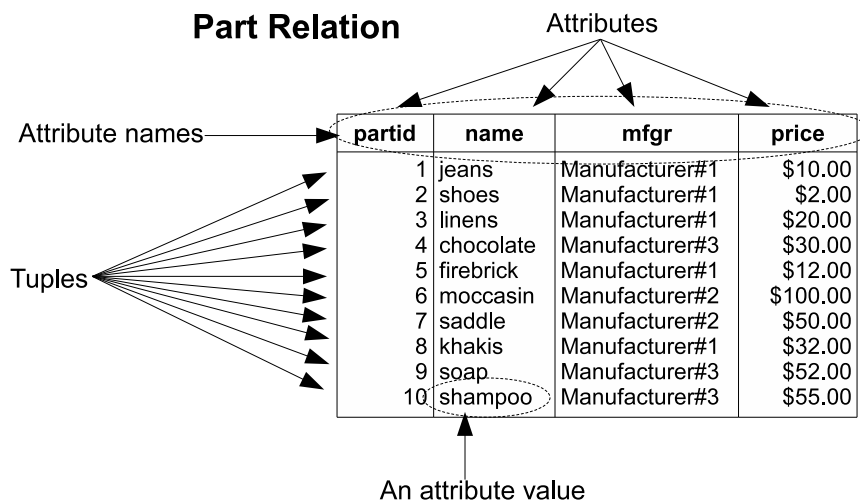 Part Relation
Attributes
Attribute names
partid name mfgr price
1 jeans Manufacturer#1 $10.00
2 shoes Manufacturer#1 $2.00
3 linens Manufacturer#1 $20.00
4 chocolate Manufacturer#3 $30.00
Tuples
5 firebrick Manufacturer#1 $12.00
6 moccasin Manufacturer#2 $100.00
7 saddle Manufacturer#2 $50.00
8 khakis Manufacturer#1 $32.00
9 soap Manufacturer#3 $52.00
10 shampoo Manufacturer#3 $55.00
An attribute value